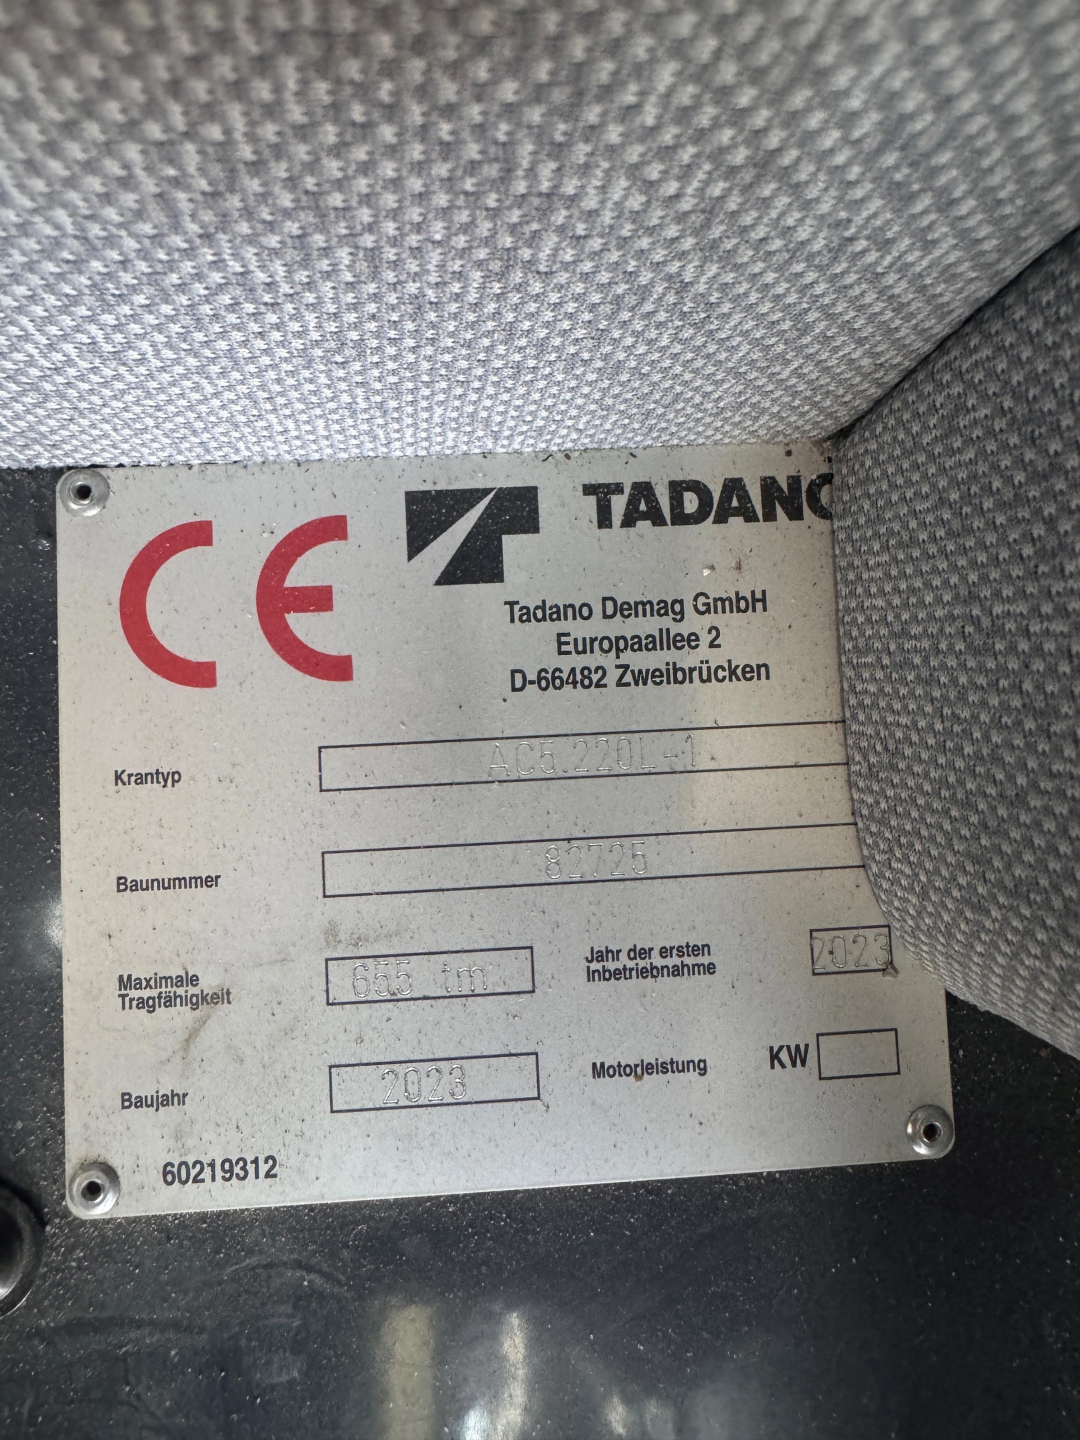 CE
TADANO
Tadano Demag GmbH
Europaallee 2
D-66482 Zweibrücken
Krantyp AC5.220L-1
Baunummer 82725
Maximale Tragfähigkeit 655 tm
Jahr der ersten Inbetriebnahme 2023
Baujahr 2023
Motorleistung KW
60219312